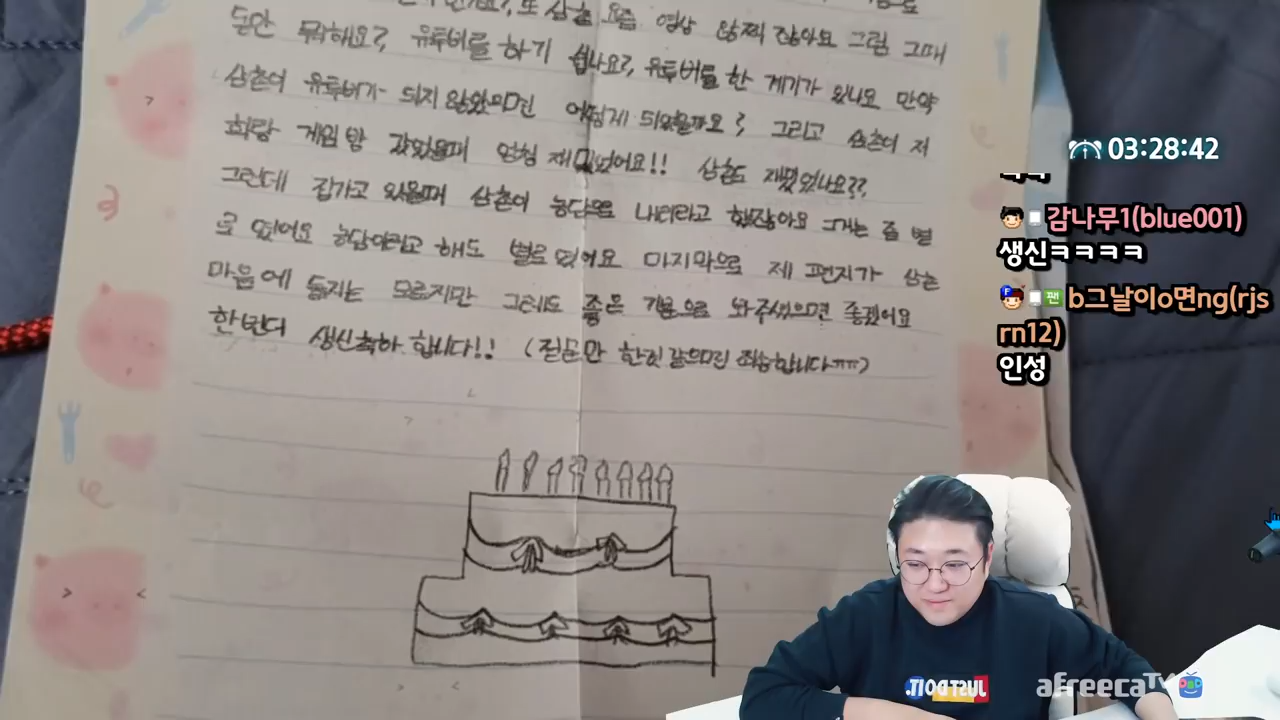 또 삼촌 요즘 영상 않찍 잖아요 그럼 그때
동안 뭐해요?, 유투버를 하기 쉽나요?, 유투버를 한 계기가 있나요 만약
삼촌이 유투버가 되지 않았으면 어떻게 되었을까요? 그리고 삼촌이 저
희랑 게임방 갔었을때 엄청 재밌었어요!! 삼촌도 재밌었나요??,
그런데 집가고 있을때 삼촌이 농담으로 내리라고 했잖아요 그거는 좀 별
로 였어요 농담이라고 해도 별로였어요 마지막으로 제 편지가 삼촌
마음에 들지는 모르지만 그래도 좋은 기분으로 봐주셨으면 좋겠어요
한번더 생신축하 합니다!! (질문만 한것 같으면 죄송합니다ㅠㅠ)
03:28:42
감나무1(blue001)
생신ㅋㅋㅋㅋ
팬 b그날이o면ng(rjs
rn12)
인성
JUST DO IT.
afreecaTV